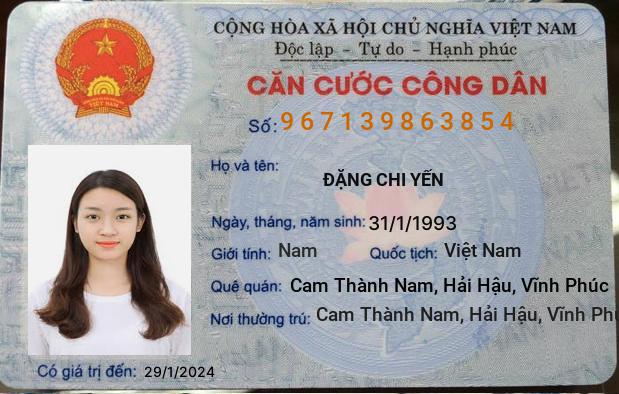 CỘNG HÒA XÃ HỘI CHỦ NGHĨA VIỆT NAM
Độc lập - Tự do - Hạnh phúc
CĂN CƯỚC CÔNG DÂN
Số: 967139863854
Họ và tên:
ĐẶNG CHI YẾN
Ngày, tháng, năm sinh: 31/1/1993
Giới tính: Nam Quốc tịch: Việt Nam
Quê quán: Cam Thành Nam, Hải Hậu, Vĩnh Phúc
Nơi thường trú: Cam Thành Nam, Hải Hậu, Vĩnh
Có giá trị đến: 29/1/2024
VIỆT NAM